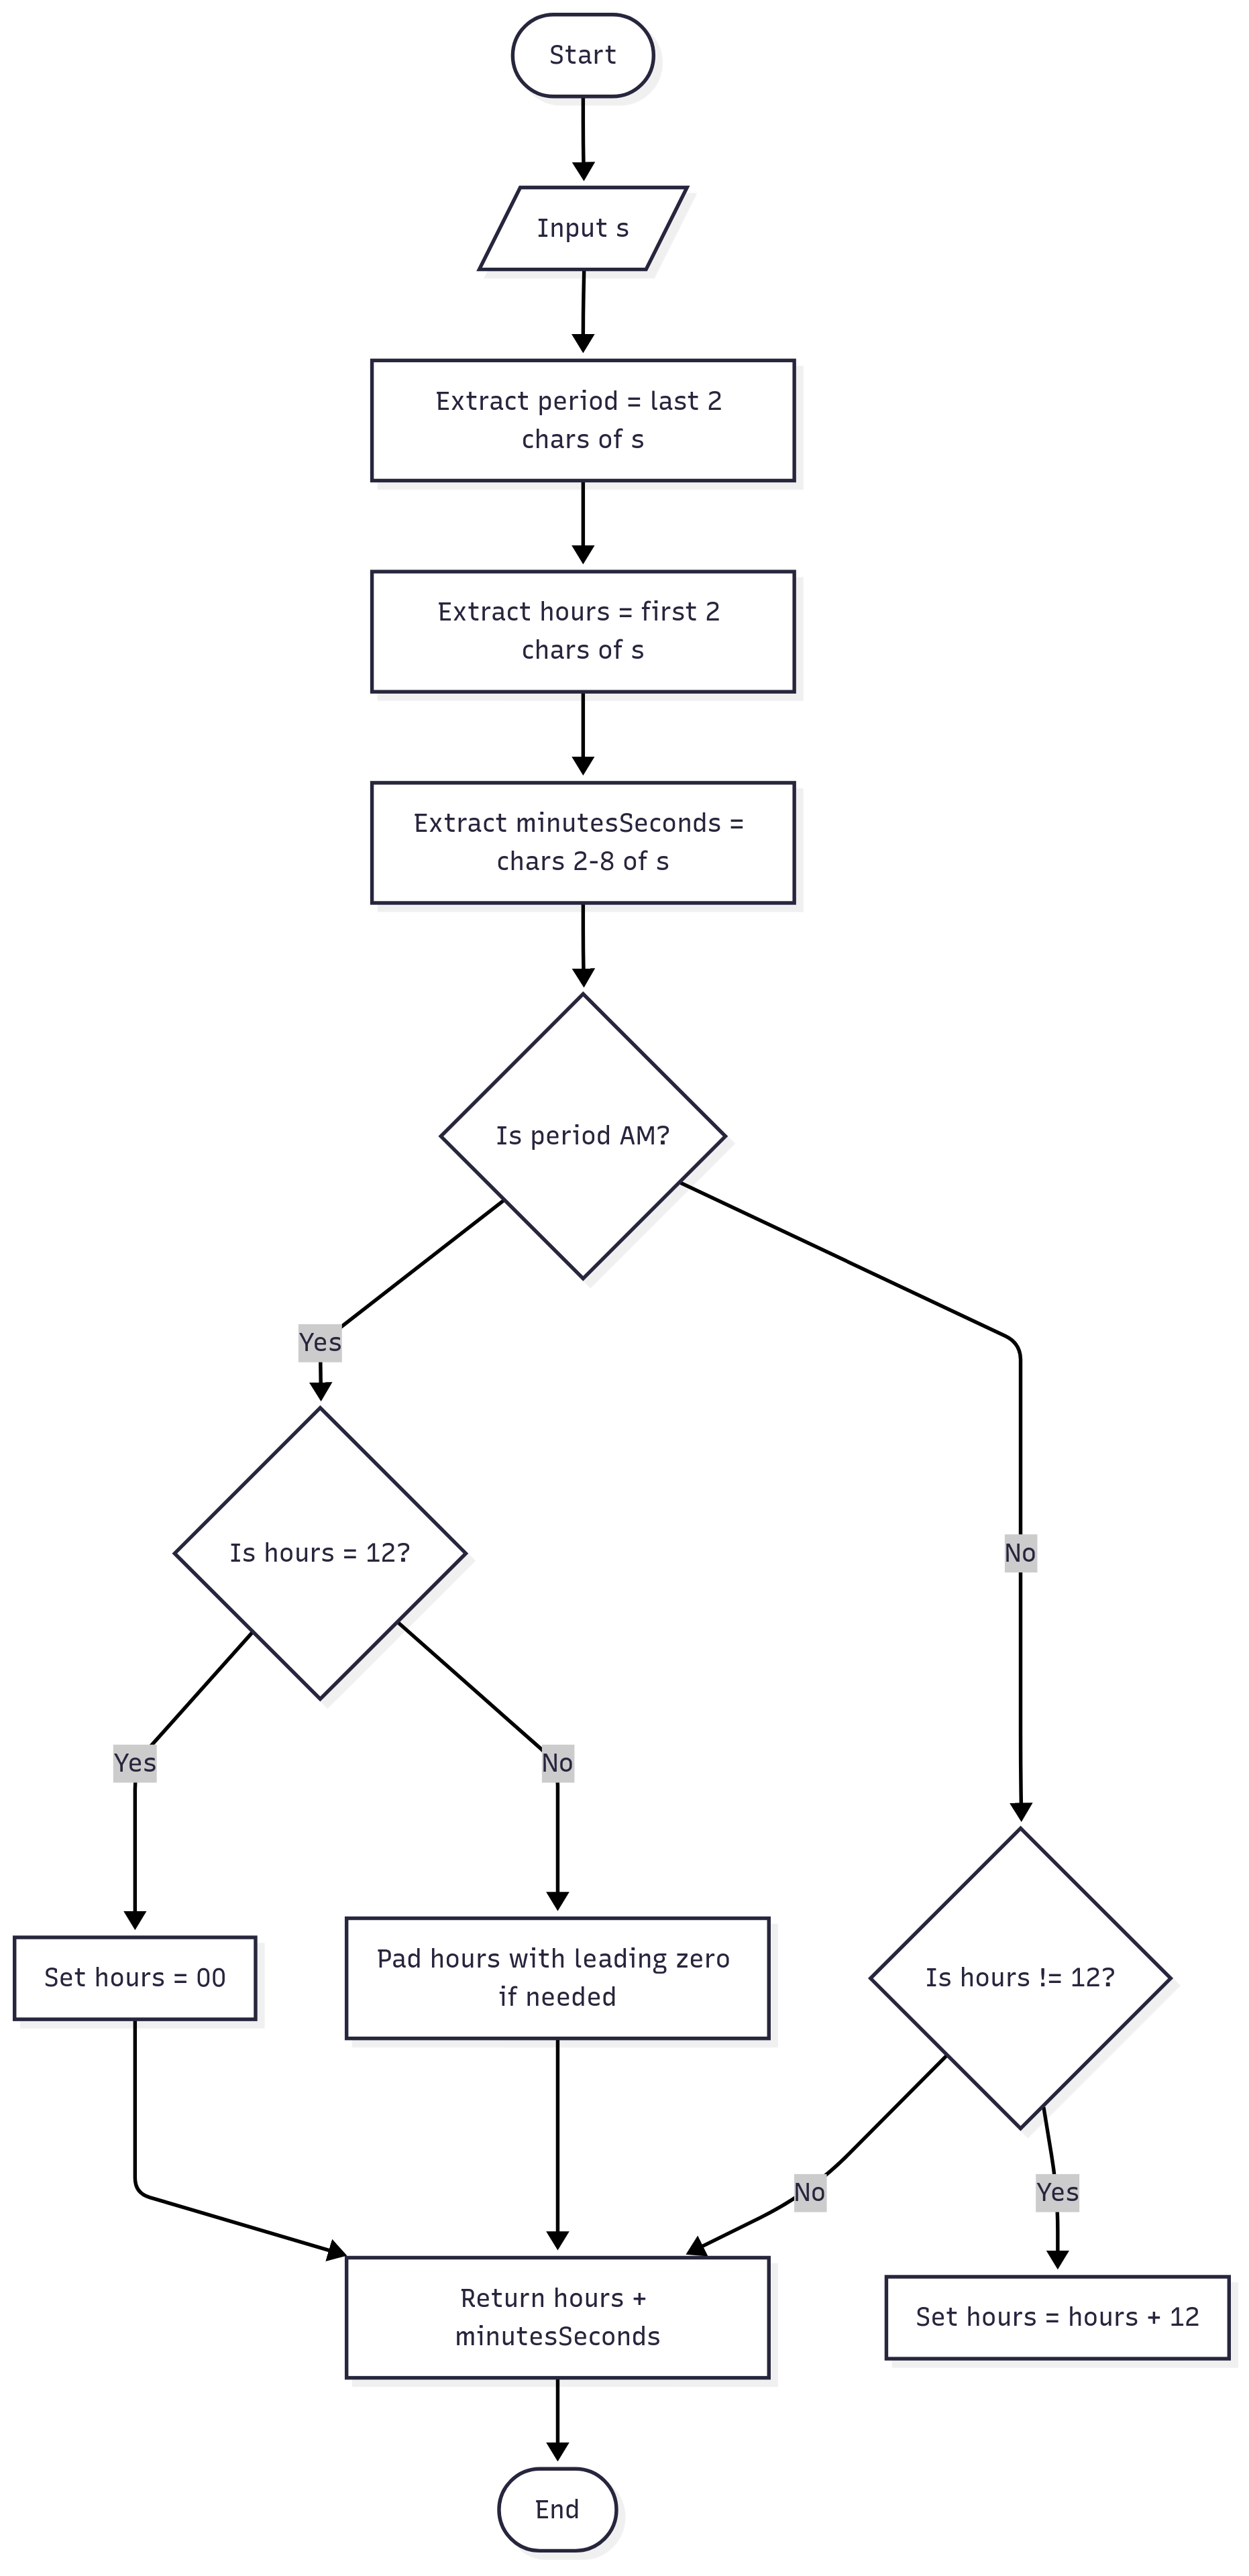 Start
Input s
Extract period = last 2
chars of s
Extract hours = first 2
chars of s
Extract minutesSeconds =
chars 2-8 of s
Is period AM?
Yes
Is hours = 12?
No
Yes
No
Set hours = 00
Pad hours with leading zero
if needed
Is hours != 12?
No
Yes
Return hours +
minutesSeconds
Set hours = hours + 12
End